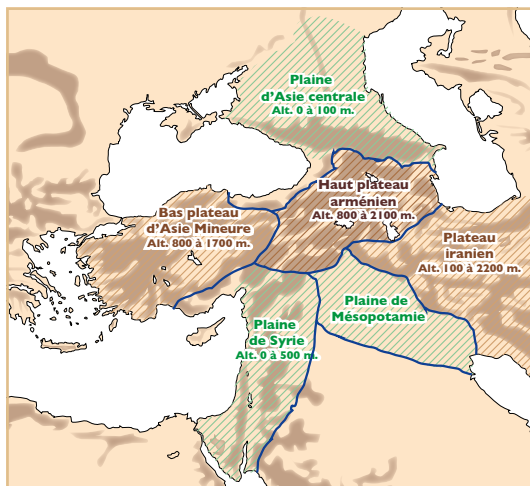 Plaine
d'Asie centrale
Alt. 0 à 100 m.
Haut plateau
arménien
Alt. 800 à 2100 m.
Bas plateau
d'Asie Mineure
Alt. 800 à 1700 m.
Plateau
iranien
Alt. 100 à 2200 m.
Plaine de
Mésopotamie
Plaine
de Syrie
Alt. 0 à 500 m.